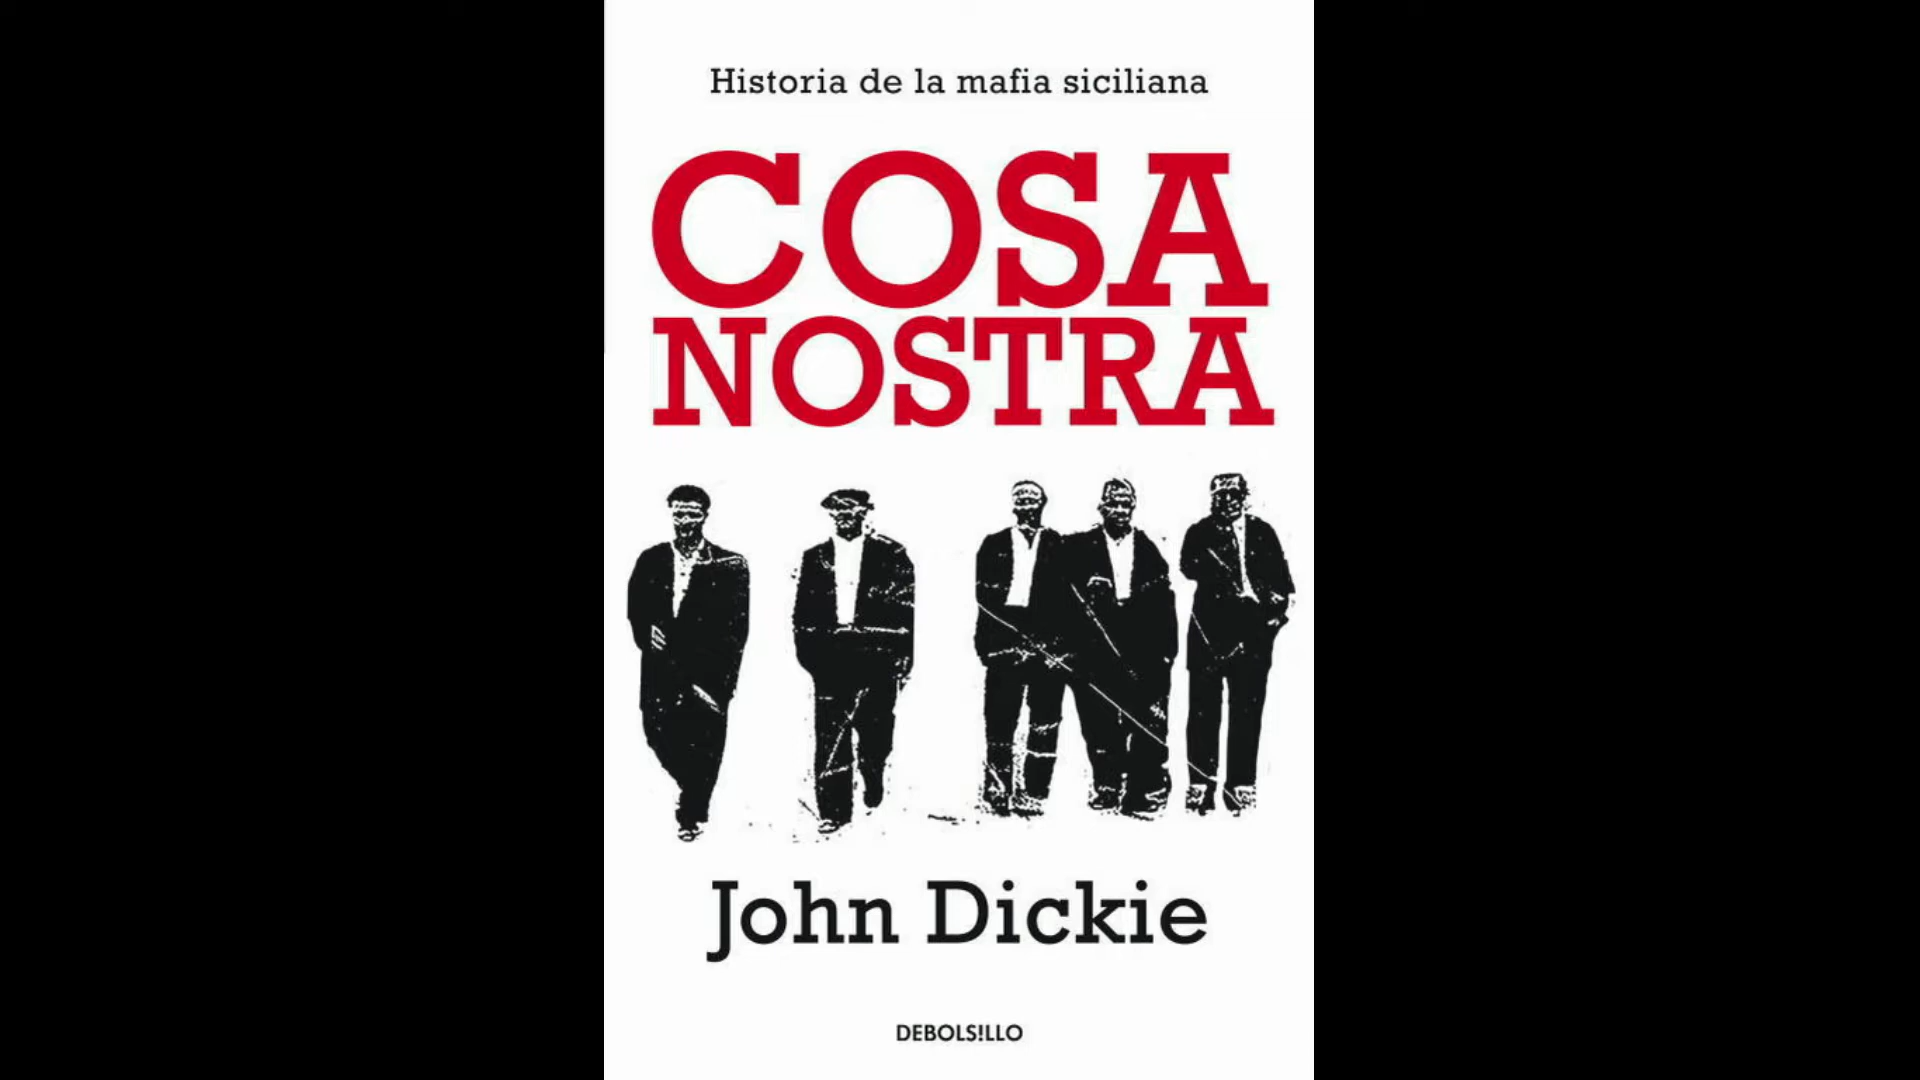 Historia de la mafia siciliana
COSA
NOSTRA
John Dickie
DEBOLS!LLO